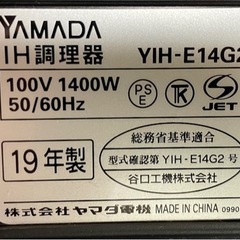 YAMADA
IH調理器 YIH-E14G2
100V 1400W
50/60Hz
PS
E
JET
19年製
総務省基準適合
型式確認第 YIH-E14G2 号
谷口工機株式会社
株式会社 ヤマダ電機 MADE IN CHINA 0990